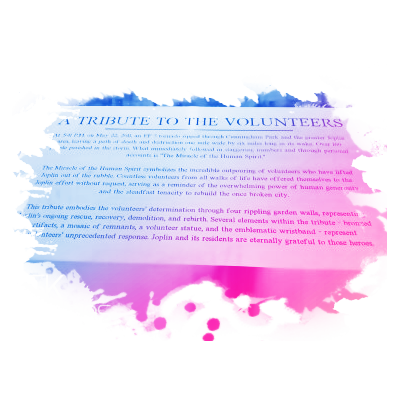 A TRIBUTE TO THE VOLUNTEERS
At 5:41 P.M. on May 22, 2011, an EF-5 tornado ripped through Cunningham Park and the greater Joplin
area, leaving a path of death and destruction one mile wide by six miles long in its wake. Over 160
perished in the storm. What immediately followed in staggering numbers and through personal
accounts is "The Miracle of the Human Spirit."
The Miracle of the Human Spirit symbolizes the incredible outpouring of volunteers who have lifted
Joplin out of the rubble. Countless volunteers from all walks of life have offered themselves to the
Joplin effort without request, serving as a reminder of the overwhelming power of human generosity
and the steadfast tenacity to rebuild the once broken city.
This tribute embodies the volunteers' determination through four rippling garden walls, representing
ongoing rescue, recovery, demolition, and rebirth. Several elements within the tribute – bronzed
artifacts, a mosaic of remnants, a volunteer statue, and the emblematic wristband – represent
volunteers' unprecedented response. Joplin and its residents are eternally grateful to these heroes.